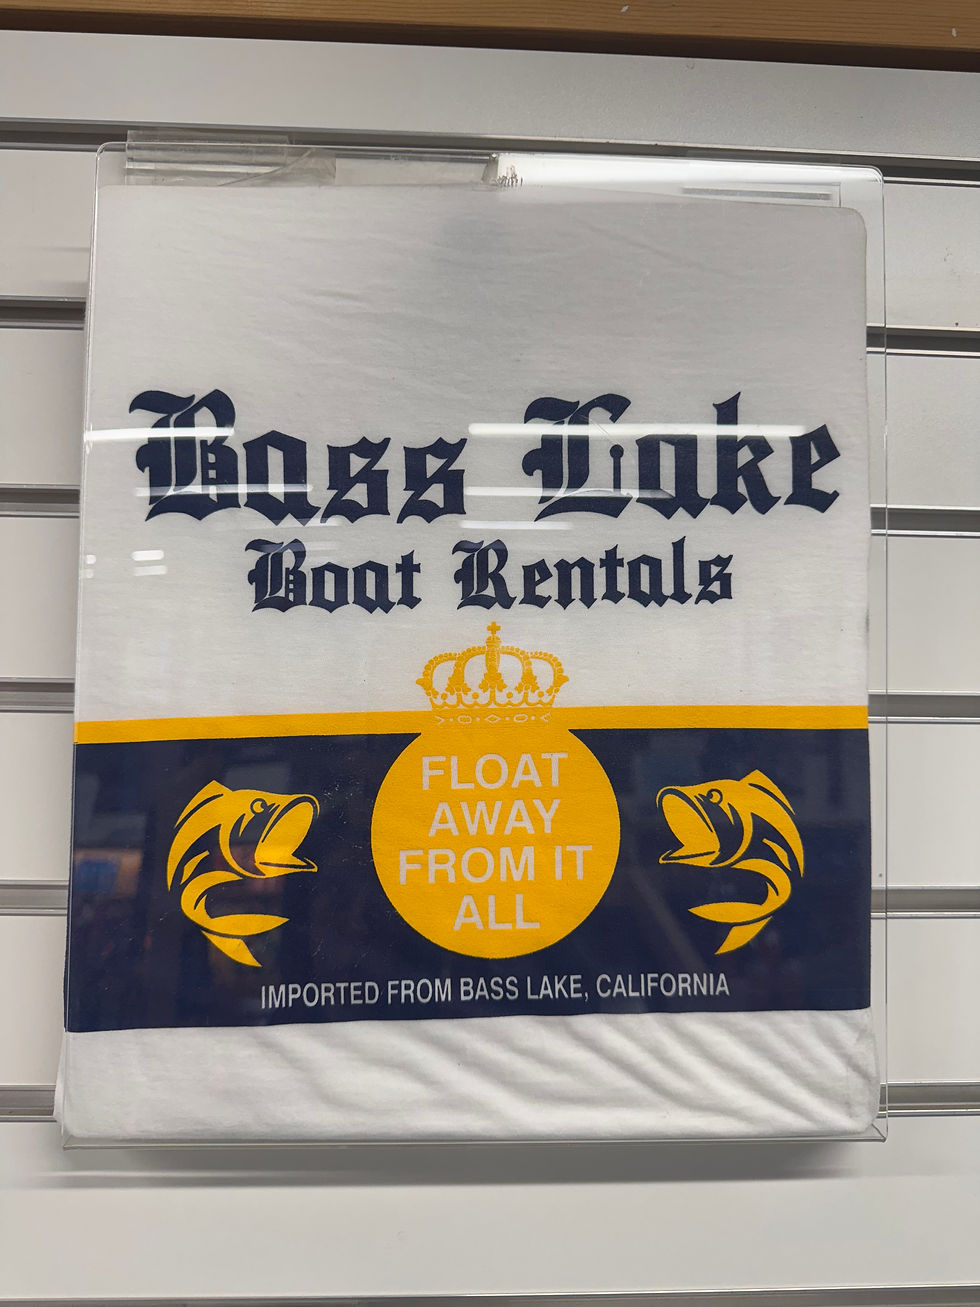 Bass Lake
Boat Rentals
FLOAT
AWAY
FROM IT
ALL
IMPORTED FROM BASS LAKE, CALIFORNIA